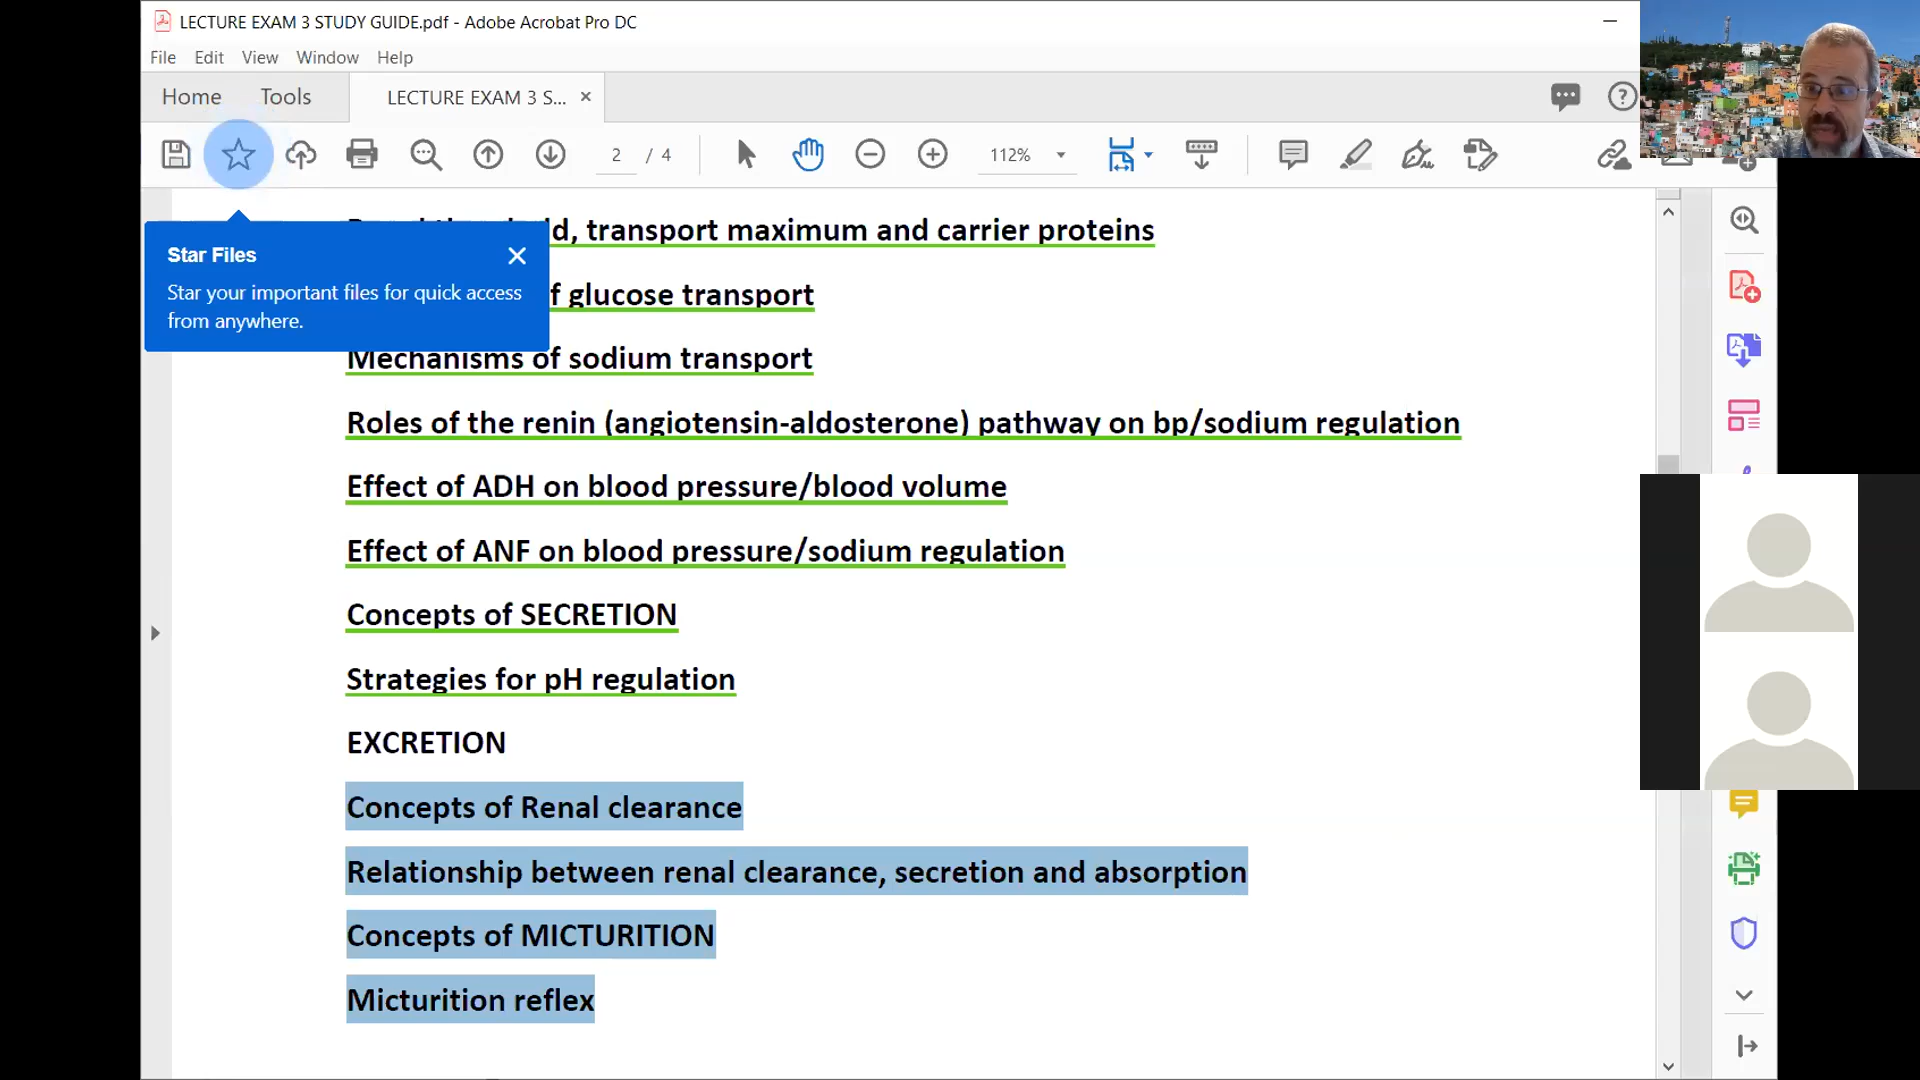 LECTURE EXAM 3 STUDY GUIDE.pdf - Adobe Acrobat Pro DC
File Edit View Window Help
Home Tools LECTURE EXAM 3 S...
2 / 4 112%
transport maximum and carrier proteins
Star Files
Star your important files for quick access
from anywhere.
glucose transport
Mechanisms of sodium transport
Roles of the renin (angiotensin-aldosterone) pathway on bp/sodium regulation
Effect of ADH on blood pressure/blood volume
Effect of ANF on blood pressure/sodium regulation
Concepts of SECRETION
Strategies for pH regulation
EXCRETION
Concepts of Renal clearance
Relationship between renal clearance, secretion and absorption
Concepts of MICTURITION
Micturition reflex